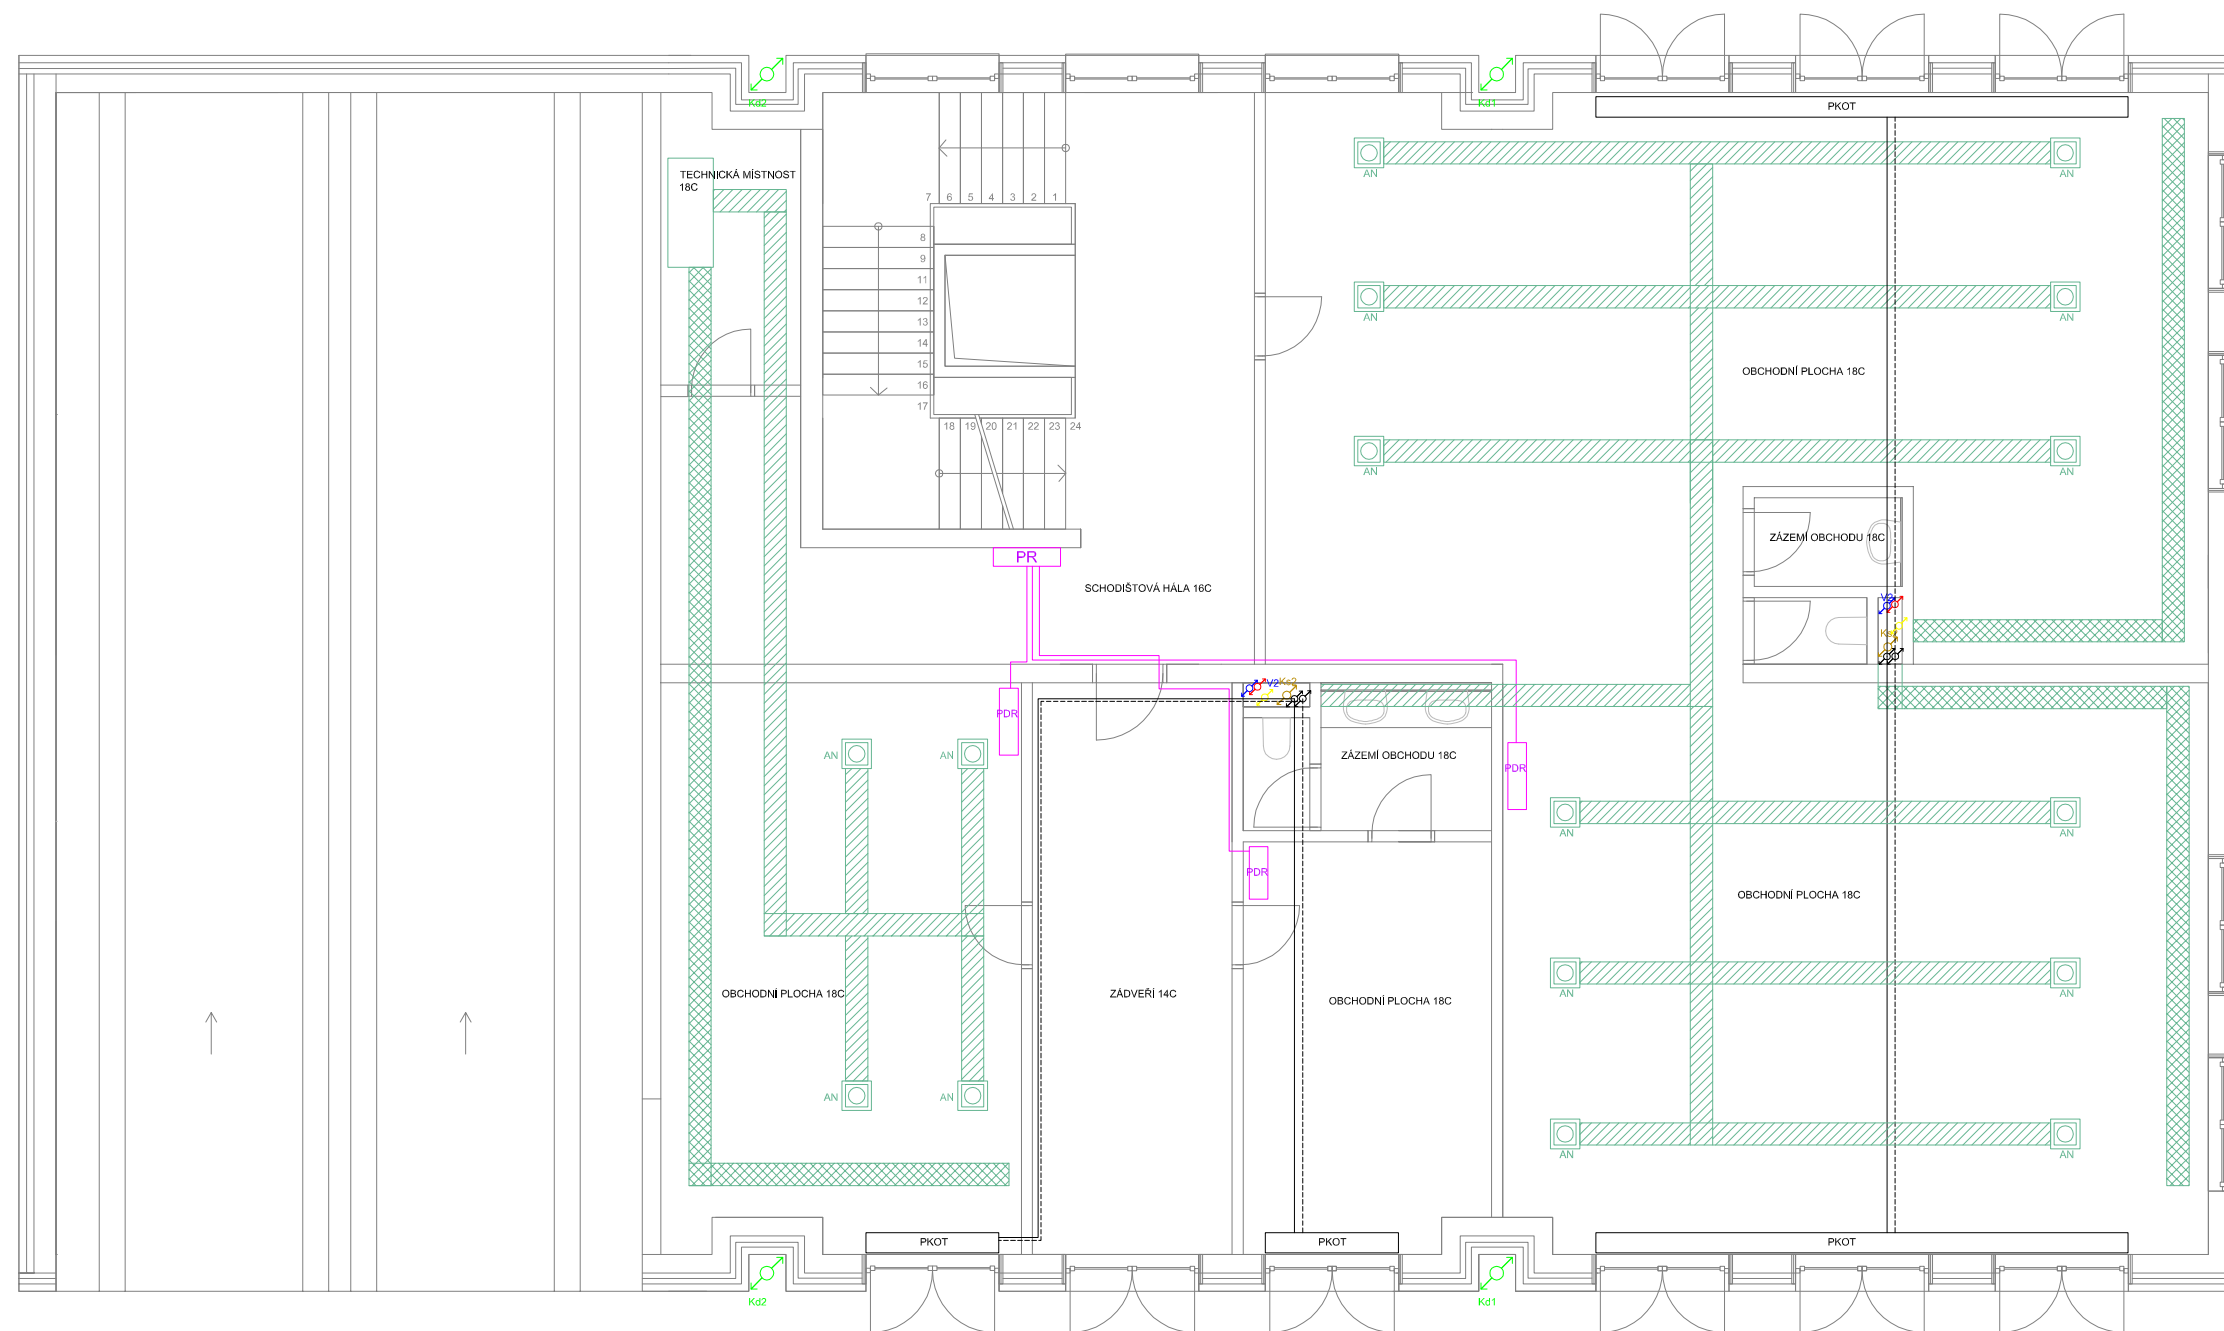 Kd2
Kd1
PKOT
TECHNICKÁ MÍSTNOST
18C
AN
AN
7 6 5 4 3 2 1
8
9
11
12
13
14
15
16
17
18 19 20 21 22 23 24
AN
AN
OBCHODNÍ PLOCHA 18C
AN
AN
ZÁZEMÍ OBCHODU 18C
PR
SCHODIŠTOVÁ HÁLA 16C
V2
Ks2
PDR
AN
AN
ZÁZEMÍ OBCHODU 18C
PDR
AN
AN
PDR
OBCHODNÍ PLOCHA 18C
OBCHODNÍ PLOCHA 18C
ZÁDVEŘÍ 14C
OBCHODNÍ PLOCHA 18C
AN
AN
AN
AN
AN
AN
PKOT
PKOT
PKOT
Kd2
Kd1